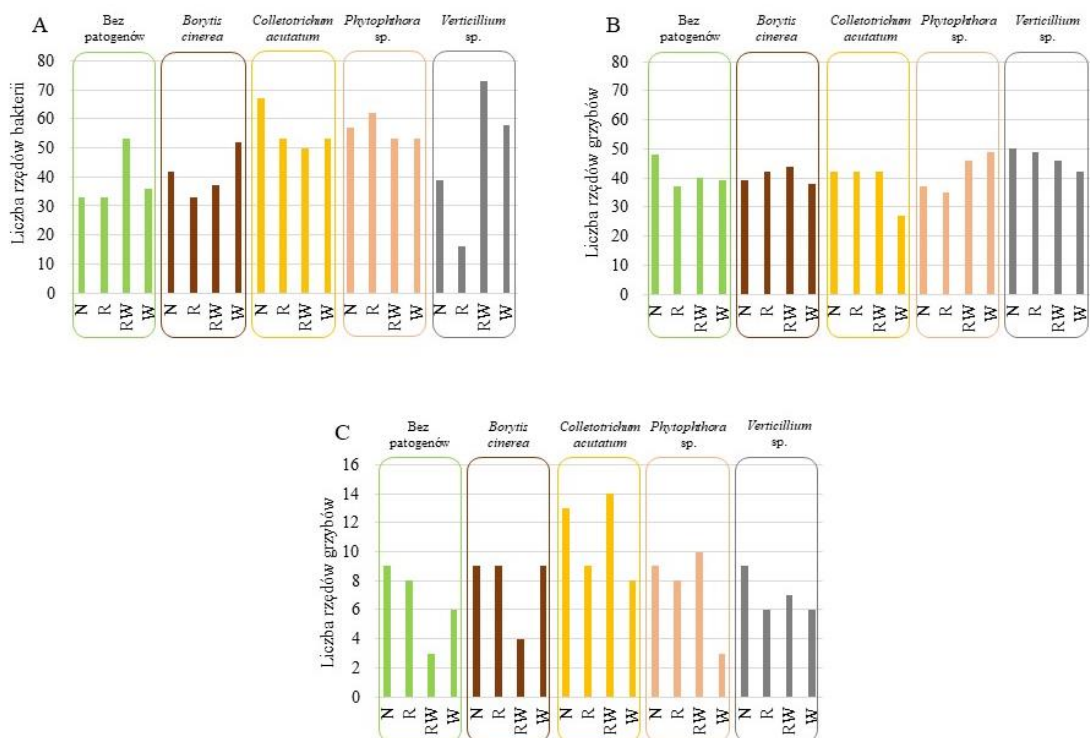 A
Bez
patogenów
Borytis
cinerea
Colletotrichum
acutatum
Phytophthora
sp.
Verticillium
sp.
Liczba rzędów bakterii
80
70
60
50
40
30
20
10
0
N R RW W N R RW W N R RW W N R RW W N R RW W
B
Bez
patogenów
Borytis
cinerea
Colletotrichum
acutatum
Phytophthora
sp.
Verticillium
sp.
Liczba rzędów grzybów
80
70
60
50
40
30
20
10
0
N R RW W N R RW W N R RW W N R RW W N R RW W
C
Bez
patogenów
Borytis
cinerea
Colletotrichum
acutatum
Phytophthora
sp.
Verticillium
sp.
Liczba rzędów grzybów
16
14
12
10
8
6
4
2
0
N R RW W N R RW W N R RW W N R RW W N R RW W